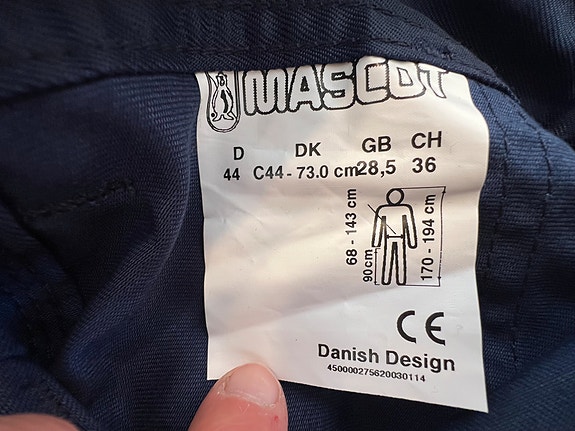 MASCOT
D DK GB CH
44 C44 - 73.0 cm 28,5 36
68 - 143 cm
90 cm
170 - 194 cm
CE
Danish Design
450000275620030114